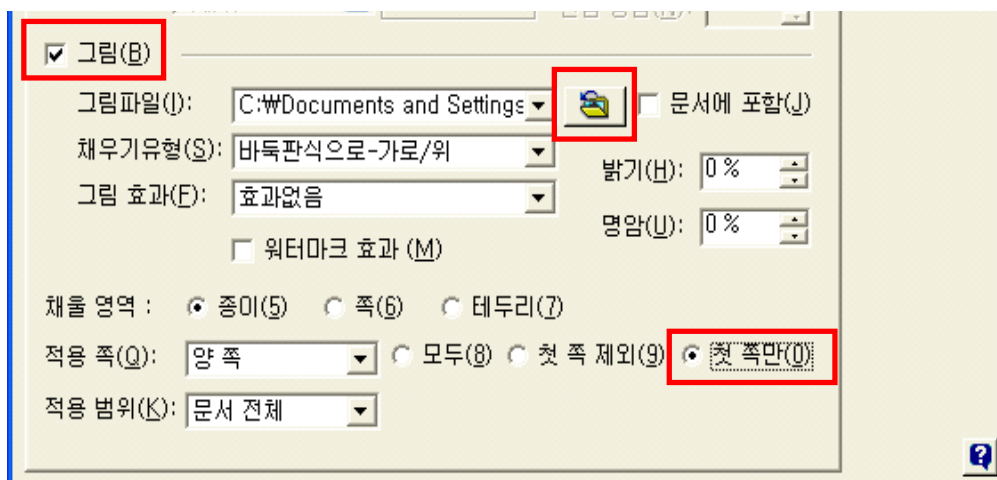 그림(B)
그림파일(I): C:₩Documents and Settings 문서에 포함(J)
채우기유형(S): 바둑판식으로-가로/위
밝기(H): 0 %
그림 효과(F): 효과없음
명암(U): 0 %
워터마크 효과 (M)
채울 영역 : 종이(5) 쪽(6) 테두리(7)
적용 쪽(Q): 양 쪽 모두(8) 첫 쪽 제외(9) 첫 쪽만(0)
적용 범위(K): 문서 전체